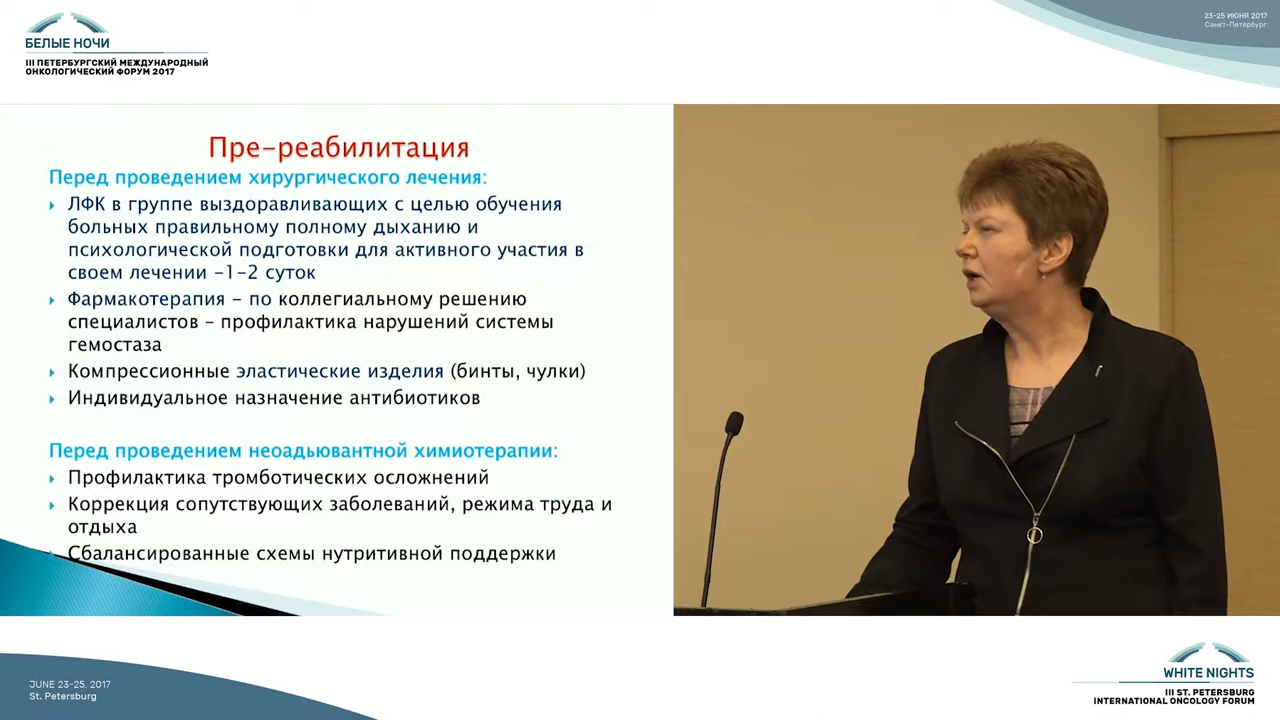 БЕЛЫЕ НОЧИ
III ПЕТЕРБУРГСКИЙ МЕЖДУНАРОДНЫЙ
ОНКОЛОГИЧЕСКИЙ ФОРУМ 2017
23-25 ИЮНЯ 2017
Санкт-Петербург
Пре-реабилитация
Перед проведением хирургического лечения:
ЛФК в группе выздоравливающих с целью обучения
больных правильному полному дыханию и
психологической подготовки для активного участия в
своем лечении -1-2 суток
Фармакотерапия - по коллегиальному решению
специалистов - профилактика нарушений системы
гемостаза
Компрессионные эластические изделия (бинты, чулки)
Индивидуальное назначение антибиотиков
Перед проведением неоадьювантной химиотерапии:
Профилактика тромботических осложнений
Коррекция сопутствующих заболеваний, режима труда и
отдыха
Сбалансированные схемы нутритивной поддержки
JUNE 23-25, 2017
St. Petersburg
WHITE NIGHTS
III ST. PETERSBURG
INTERNATIONAL ONCOLOGY FORUM